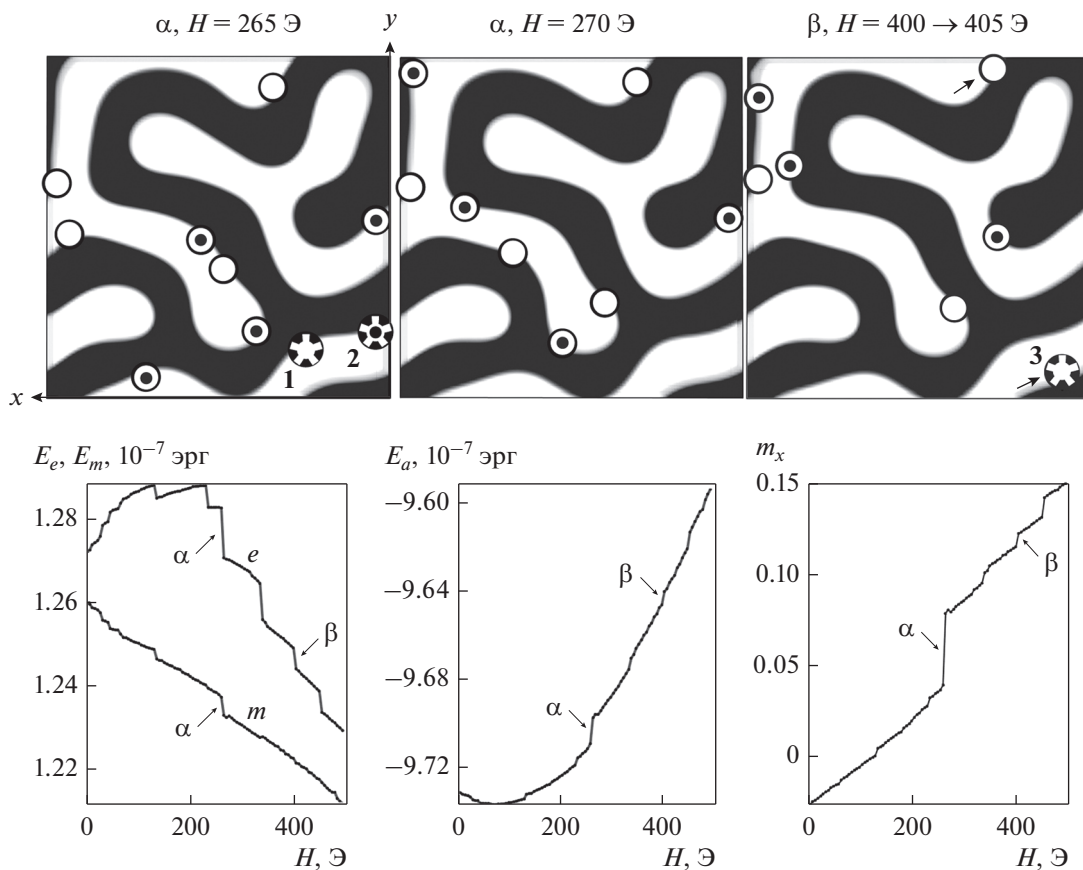 α, H = 265 Э
y
α, H = 270 Э
β, H = 400 → 405 Э
1
2
3
x
E_e, E_m, 10⁻⁷ эрг
1.28
1.26
1.24
1.22
α
e
β
α
m
0
200
400
H, Э
E_a, 10⁻⁷ эрг
−9.60
−9.64
−9.68
−9.72
β
α
0
200
400
H, Э
m_x
0.15
0.10
0.05
0
β
α
0
200
400
H, Э